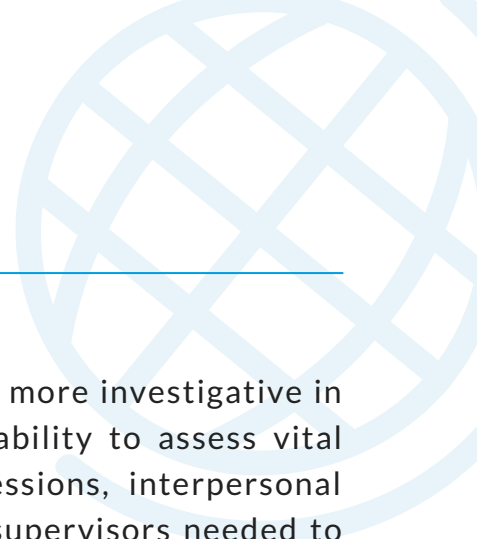 more investigative in
ability to assess vital
essions, interpersonal
supervisors needed to